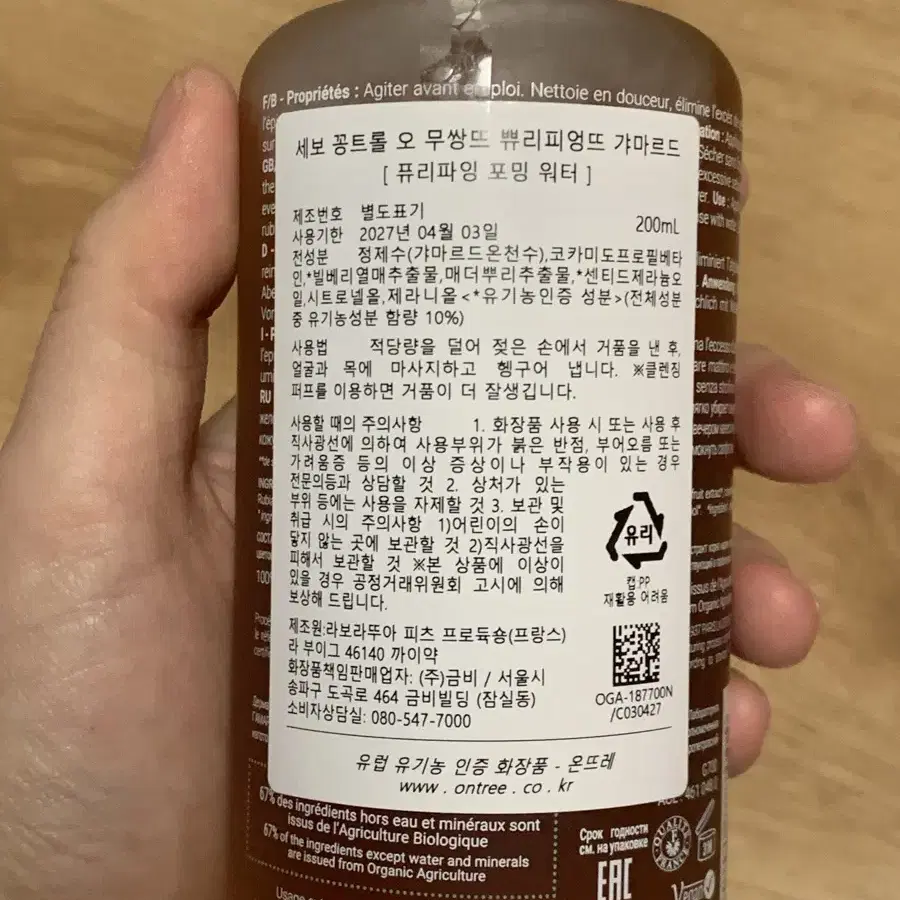 F/B - Propriétés : Agiter avant emploi. Nettoie en douceur, élimine l'excès
세보 꽁트롤 오 무쌍뜨 쀼리피엉뜨 갸마르드
[ 퓨리파잉 포밍 워터 ]
제조번호 별도표기
200mL
사용기한 2027년 04월 03일
전성분 정제수(갸마르드온천수),코카미도프로필베타
인,*빌베리열매추출물,매더뿌리추출물,*센티드제라늄오
일,시트로넬올,제라니올<*유기농인증 성분>(전체성분
중 유기농성분 함량 10%)
사용법 적당량을 덜어 젖은 손에서 거품을 낸 후,
얼굴과 목에 마사지하고 헹구어 냅니다. ※클렌징
퍼프를 이용하면 거품이 더 잘생깁니다.
사용할 때의 주의사항 1. 화장품 사용 시 또는 사용 후
직사광선에 의하여 사용부위가 붉은 반점, 부어오름 또는
가려움증 등의 이상 증상이나 부작용이 있는 경우
전문의등과 상담할 것 2. 상처가 있는
부위 등에는 사용을 자제할 것 3. 보관 및
취급 시의 주의사항 1)어린이의 손이
닿지 않는 곳에 보관할 것 2)직사광선을
피해서 보관할 것 ※본 상품에 이상이
있을 경우 공정거래위원회 고시에 의해
보상해 드립니다.
유리
캡:PP
재활용 어려움
제조원:라보라뚜아 피츠 프로듁숑(프랑스)
라 부이그 46140 까이약
화장품책임판매업자: (주)금비 / 서울시
송파구 도곡로 464 금비빌딩 (잠실동)
소비자상담실: 080-547-7000
OGA-187700N
/C030427
유럽 유기농 인증 화장품 - 온뜨레
www.ontree.co.kr
67% des ingrédients hors eau et minéraux sont
issus de l'Agriculture Biologique
67% of the ingredients except water and minerals
are issued from Organic Agriculture
Срок годности
см. на упаковке
QUALITÉ
FRANCE
EAC
Vegan